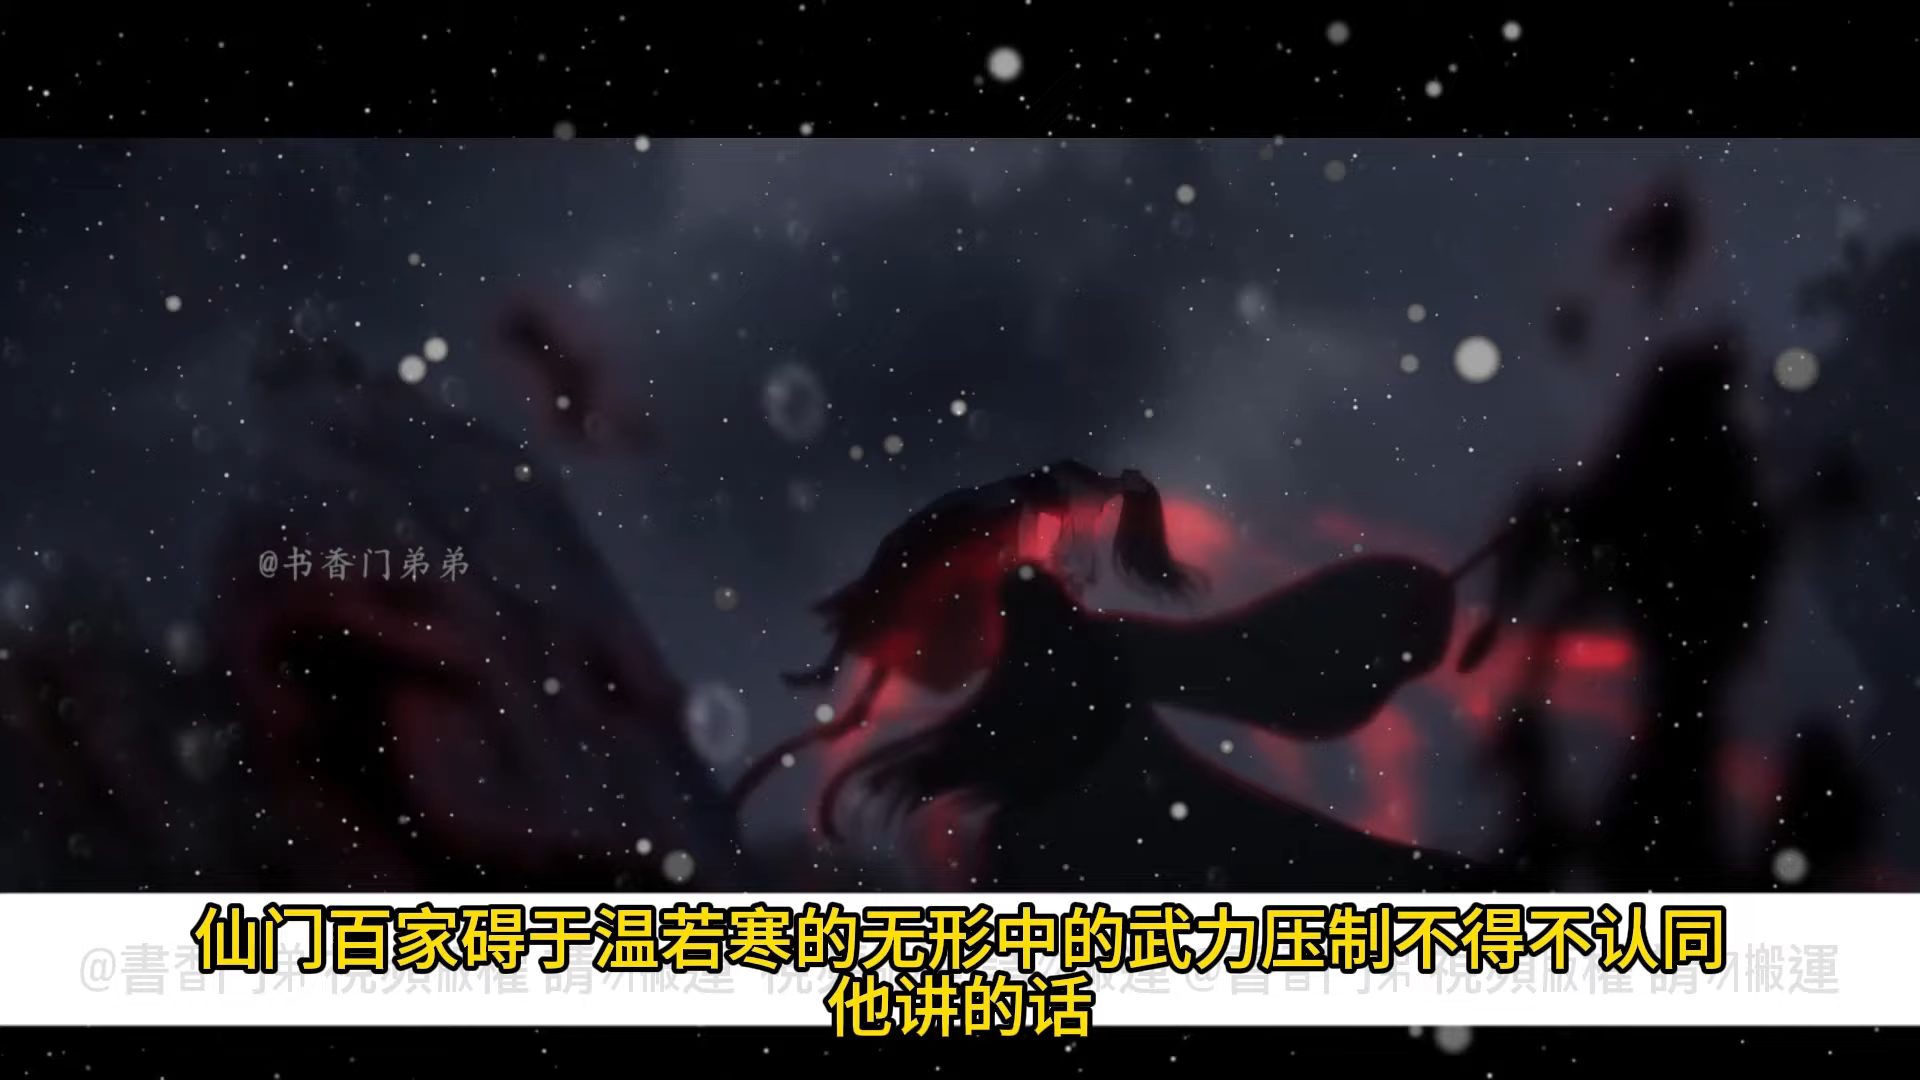 @书香门弟弟
仙门百家碍于温若寒的无形中的武力压制不得不认同
他讲的话